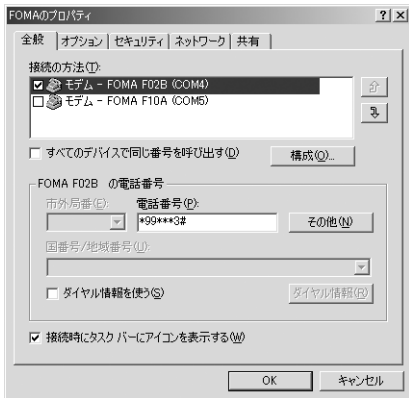 FOMAのプロパティ
全般 オプション セキュリティ ネットワーク 共有
接続の方法(T):
モデム - FOMA F02B (COM4)
モデム - FOMA F10A (COM5)
すべてのデバイスで同じ番号を呼び出す(D) 構成(O)...
FOMA F02B の電話番号
市外局番(E): 電話番号(P):
*99***3# その他(N)
国番号/地域番号(U):
ダイヤル情報を使う(S) ダイヤル情報(R)
接続時にタスク バーにアイコンを表示する(W)
OK キャンセル